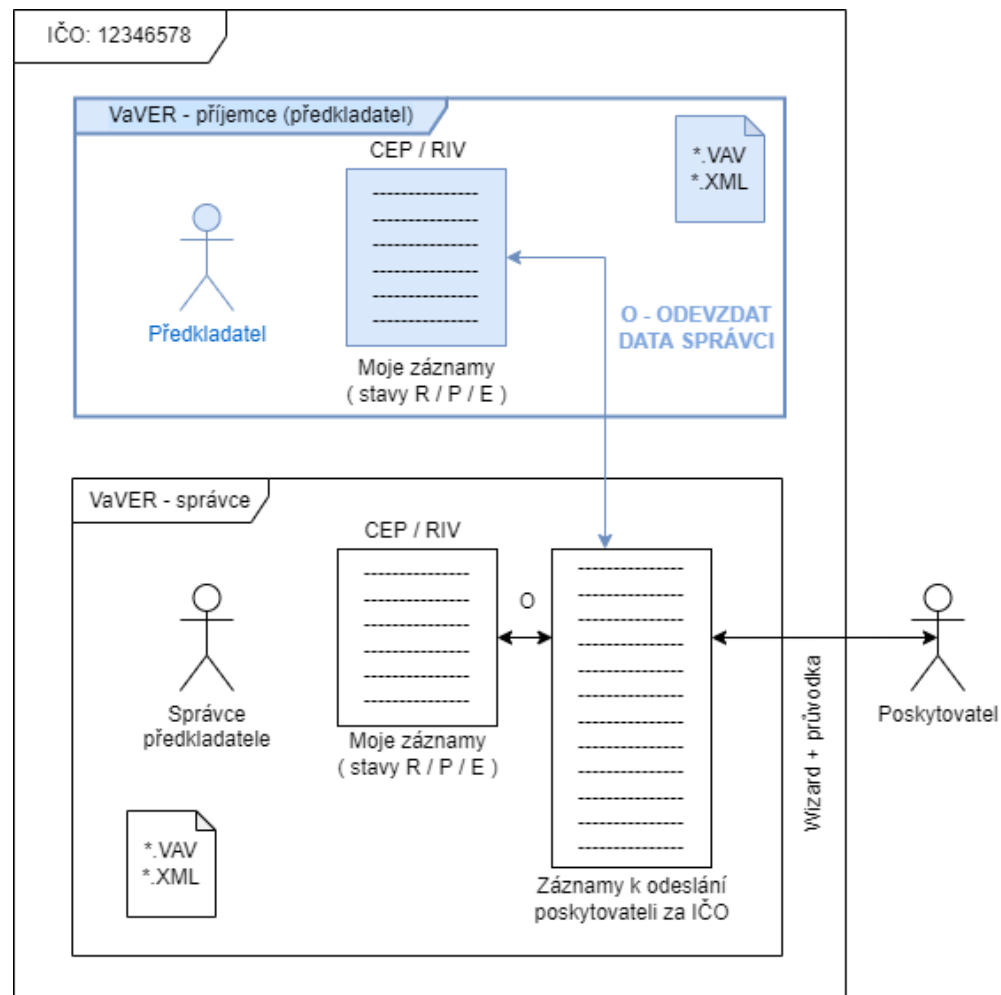 IČO: 12346578
VaVER - příjemce (předkladatel)
CEP / RIV
*.VAV
*.XML
Předkladatel
O - ODEVZDAT
DATA SPRÁVCI
Moje záznamy
( stavy R / P / E )
VaVER - správce
CEP / RIV
O
Správce
předkladatele
Moje záznamy
( stavy R / P / E )
Wizard + průvodka
Poskytovatel
*.VAV
*.XML
Záznamy k odeslání
poskytovateli za IČO